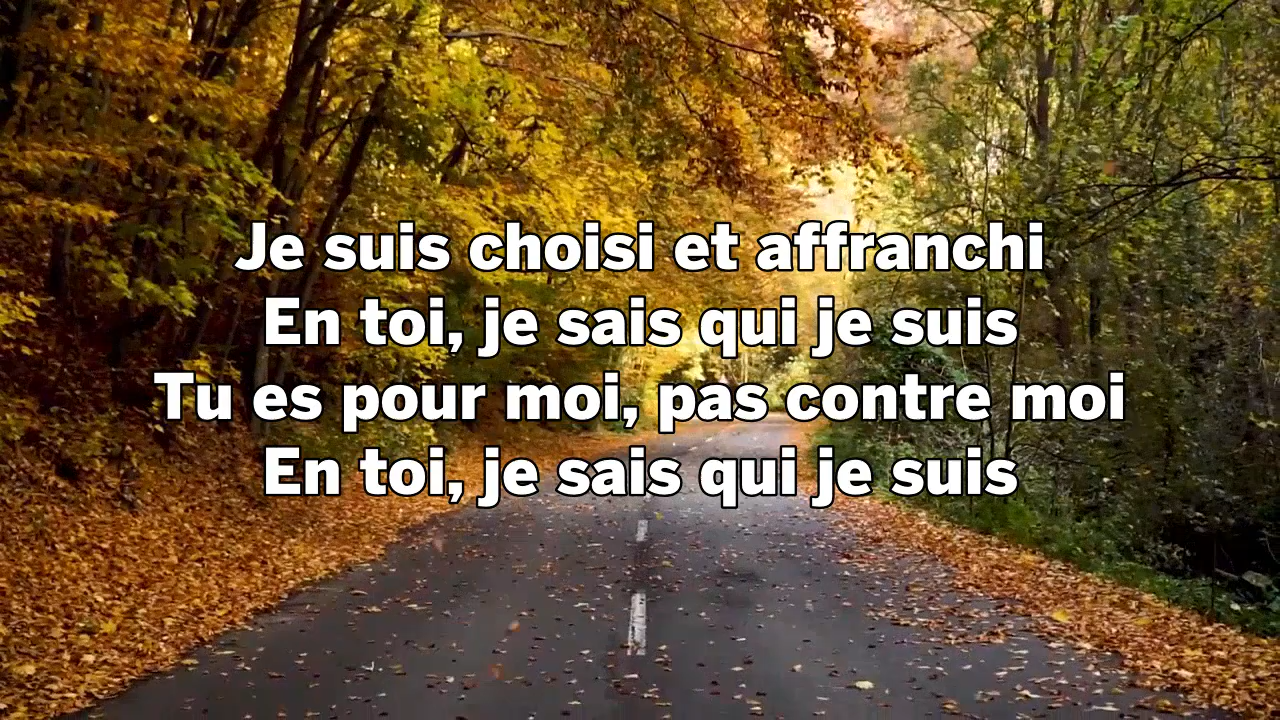 Je suis choisi et affranchi
En toi, je sais qui je suis
Tu es pour moi, pas contre moi
En toi, je sais qui je suis